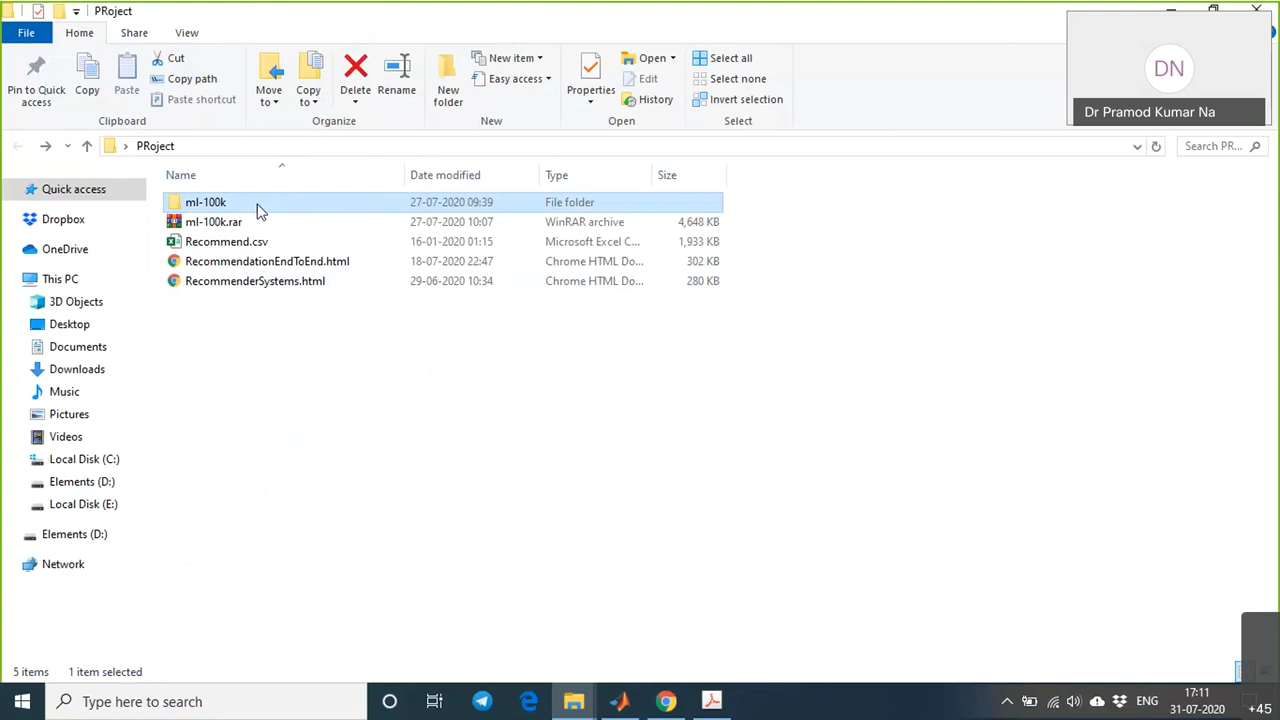 PRoject
File Home Share View
Pin to Quick access
Copy
Paste
Cut
Copy path
Paste shortcut
Clipboard
Move to
Copy to
Delete
Rename
Organize
New folder
New item
Easy access
New
Properties
Open
Edit
History
Open
Select all
Select none
Invert selection
Select
DN
Dr Pramod Kumar Na
PRoject
Search PR...
Name Date modified Type Size
ml-100k 27-07-2020 09:39 File folder
ml-100k.rar 27-07-2020 10:07 WinRAR archive 4,648 KB
Recommend.csv 16-01-2020 01:15 Microsoft Excel C... 1,933 KB
RecommendationEndToEnd.html 18-07-2020 22:47 Chrome HTML Do... 302 KB
RecommenderSystems.html 29-06-2020 10:34 Chrome HTML Do... 280 KB
Quick access
Dropbox
OneDrive
This PC
3D Objects
Desktop
Documents
Downloads
Music
Pictures
Videos
Local Disk (C:)
Elements (D:)
Local Disk (E:)
Elements (D:)
Network
5 items 1 item selected
Type here to search
ENG
17:11
31-07-2020
+45